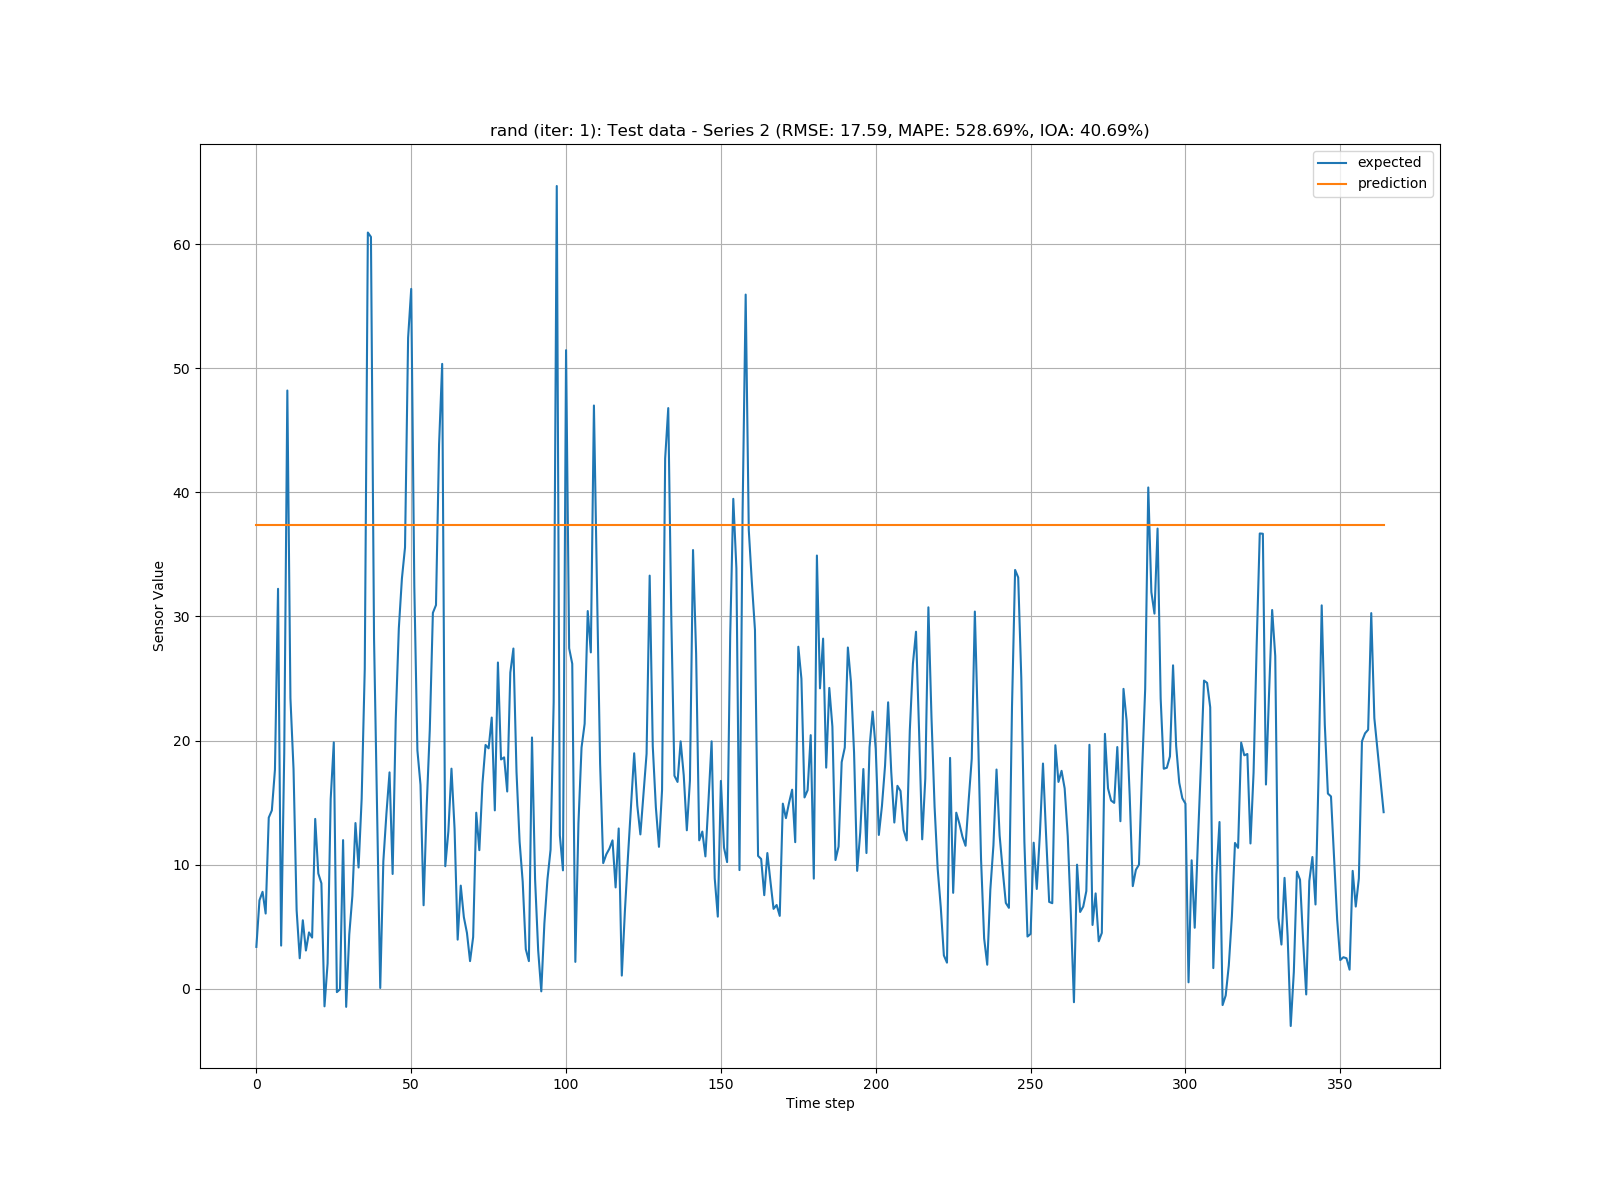 rand (iter: 1): Test data - Series 2 (RMSE: 17.59, MAPE: 528.69%, IOA: 40.69%)
expected
prediction
Sensor Value
60
50
40
30
20
10
0
0 50 100 150 200 250 300 350
Time step